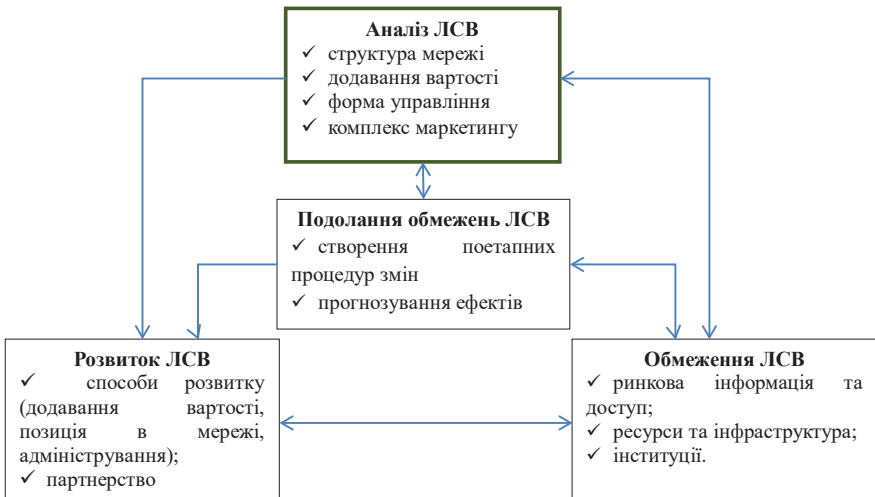 Аналіз ЛСВ
✓ структура мережі
✓ додавання вартості
✓ форма управління
✓ комплекс маркетингу
Подолання обмежень ЛСВ
✓ створення поетапних
процедур змін
✓ прогнозування ефектів
Розвиток ЛСВ
✓ способи розвитку
(додавання вартості,
позиція в мережі,
адміністрування);
✓ партнерство
Обмеження ЛСВ
✓ ринкова інформація та
доступ;
✓ ресурси та інфраструктура;
✓ інституції.